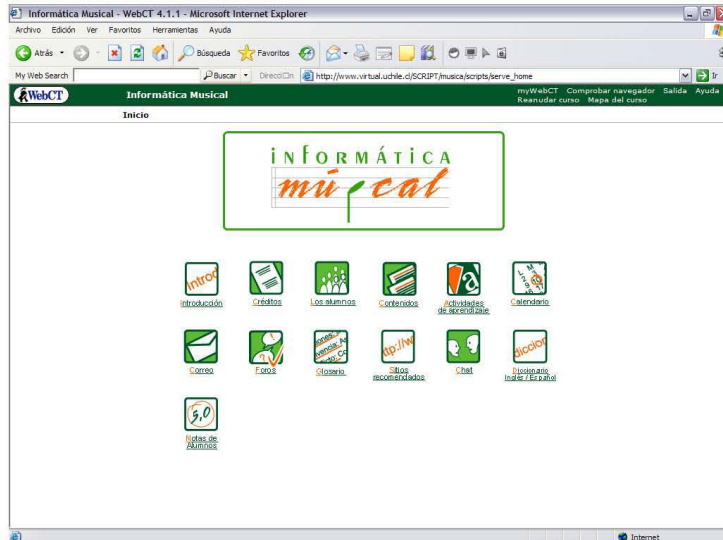 Informática Musical - WebCT 4.1.1 - Microsoft Internet Explorer
Archivo Edición Ver Favoritos Herramientas Ayuda
Atrás Búsqueda Favoritos
My Web Search Buscar http://www.virtual.uchile.cl/SCRIPT/musica/scripts/serve_home Ir
WebCT Informática Musical myWebCT Comprobar navegador Salida Ayuda
Reanudar curso Mapa del curso
Inicio
informática
música
Introducción Créditos Los alumnos Contenidos Actividades de aprendizaje Calendario
Correo Foros Glosario Sitios recomendados Chat Diccionario Inglés / Español
5,0
Notas de Alumnos
Internet